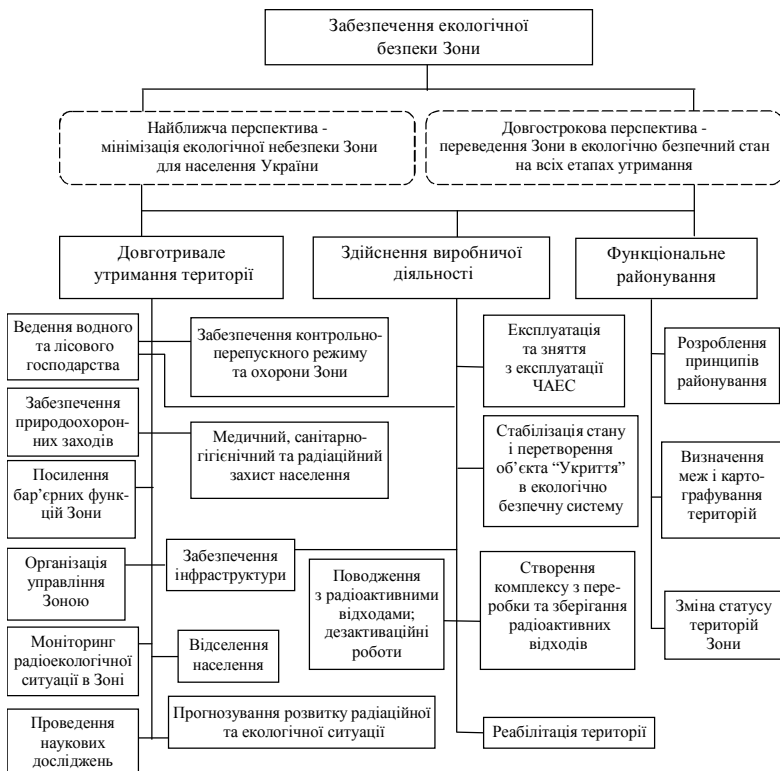 Забезпечення екологічної
безпеки Зони
Найближча перспектива -
мінімізація екологічної небезпеки Зони
для населення України
Довгострокова перспектива -
переведення Зони в екологічно безпечний стан
на всіх етапах утримання
Довготривале
утримання території
Здійснення виробничої
діяльності
Функціональне
районування
Ведення водного
та лісового
господарства
Забезпечення контрольно-
перепускного режиму
та охорони Зони
Забезпечення
природоохорон-
них заходів
Медичний, санітарно-
гігієнічний та радіаційний
захист населення
Посилення
бар’єрних функ-
цій Зони
Організація
управління
Зоною
Забезпечення
інфраструктури
Моніторинг
радіоекологічної
ситуації в Зоні
Відселення
населення
Проведення
наукових
досліджень
Прогнозування розвитку радіаційної
та екологічної ситуації
Експлуатація
та зняття
з експлуатації
ЧАЕС
Стабілізація стану
і перетворення
об’єкта “Укриття”
в екологічно
безпечну систему
Поводження
з радіоактивними
відходами;
дезактиваційні
роботи
Створення
комплексу з пере-
робки та зберігання
радіоактивних
відходів
Реабілітація території
Розроблення
принципів
районування
Визначення
меж і карто-
графування
територій
Зміна статусу
територій
Зони